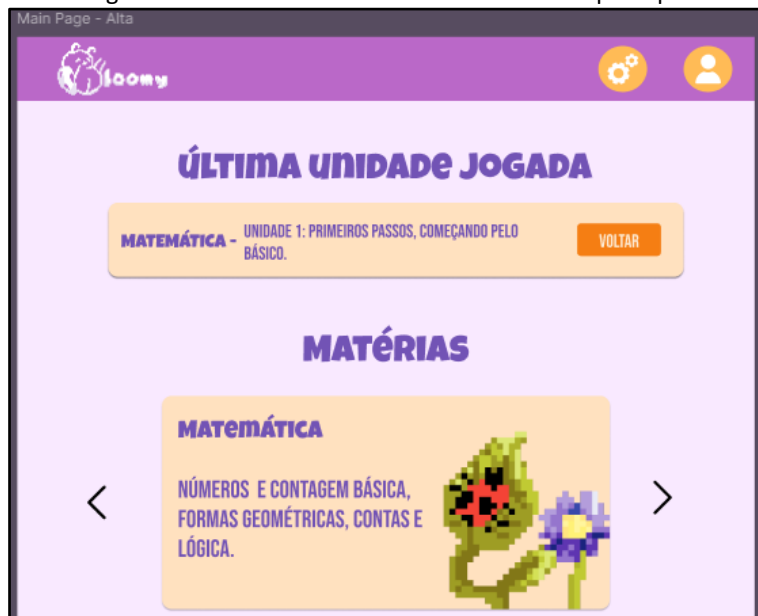 Main Page - Alta
Bloomy
ÚLTIMA UNIDADE JOGADA
MATEMÁTICA - UNIDADE 1: PRIMEIROS PASSOS, COMEÇANDO PELO
BÁSICO.
VOLTAR
MATÉRIAS
MATEMÁTICA
NÚMEROS E CONTAGEM BÁSICA,
FORMAS GEOMÉTRICAS, CONTAS E
LÓGICA.